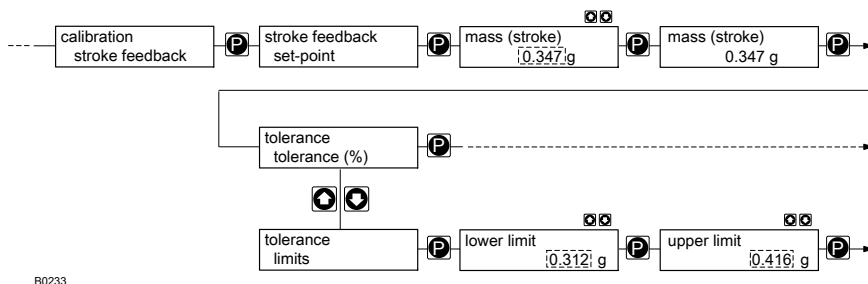 calibration
stroke feedback
P
stroke feedback
set-point
P
mass (stroke)
0.347 g
P
mass (stroke)
0.347 g
P
tolerance
tolerance (%)
P
tolerance
limits
P
lower limit
0.312 g
P
upper limit
0.416 g
P
B0233